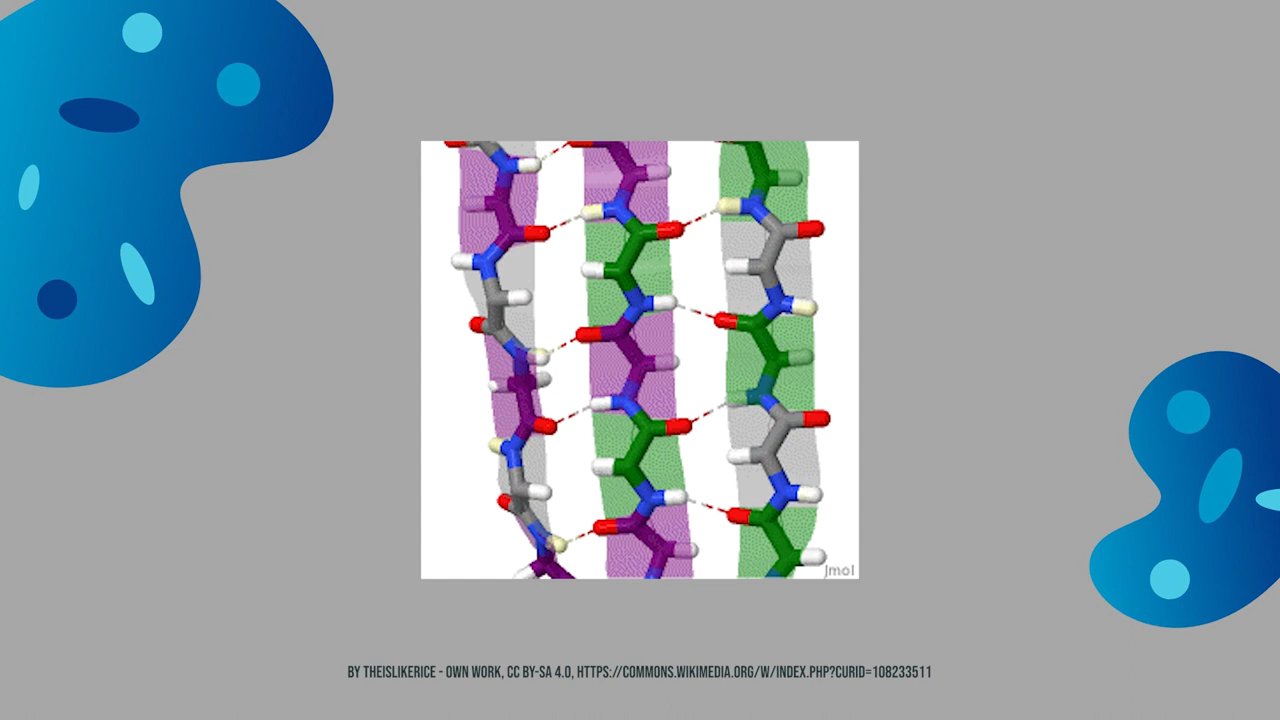 Jmol
BY THEISLIKERICE - OWN WORK, CC BY-SA 4.0, HTTPS://COMMONS.WIKIMEDIA.ORG/W/INDEX.PHP?CURID=108233511